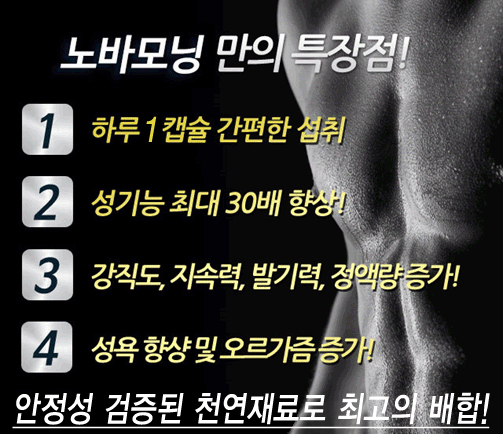 노바모닝 만의 특장점!
1 하루 1캡슐 간편한 섭취
2 성기능 최대 30배 향상!
3 강직도, 지속력, 발기력, 정액량 증가!
4 성욕 향상 및 오르가즘 증가!
안정성 검증된 천연재료로 최고의 배합!